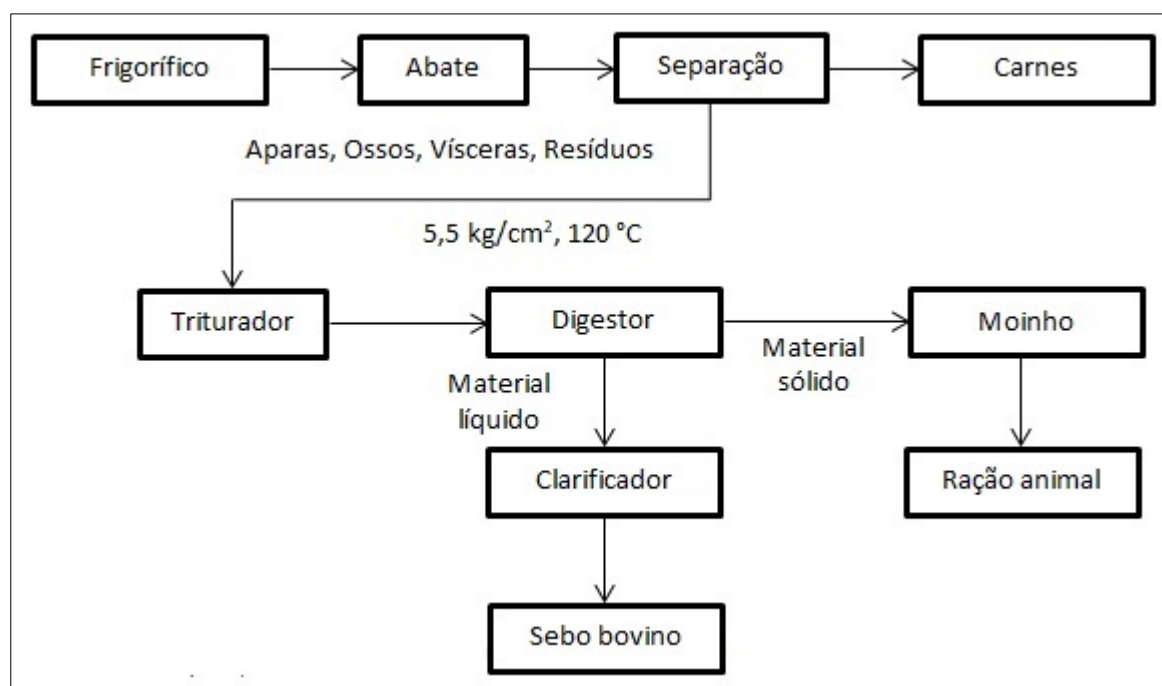 Frigorífico
Abate
Separação
Carnes
Aparas, Ossos, Vísceras, Resíduos
5,5 kg/cm², 120 °C
Triturador
Digestor
Moinho
Material
sólido
Material
líquido
Clarificador
Ração animal
Sebo bovino